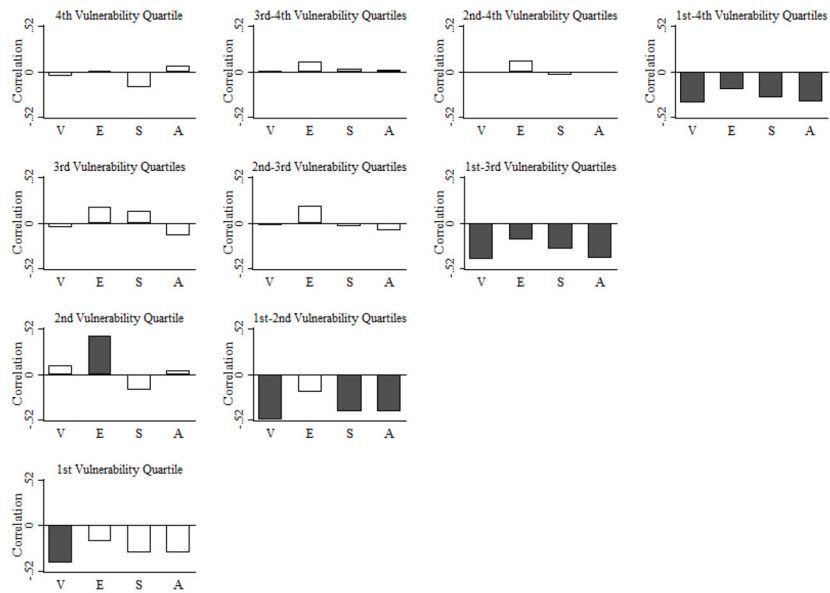 4th Vulnerability Quartile
Correlation
.52
0
-.52
V E S A
3rd-4th Vulnerability Quartiles
Correlation
.52
0
-.52
V E S A
2nd-4th Vulnerability Quartile
Correlation
.52
0
-.52
V E S A
1st-4th Vulnerability Quartile
Correlation
.52
0
-.52
V E S A
3rd Vulnerability Quartiles
Correlation
.52
0
-.52
V E S A
2nd-3rd Vulnerability Quartiles
Correlation
.52
0
-.52
V E S A
1st-3rd Vulnerability Quartiles
Correlation
.52
0
-.52
V E S A
2nd Vulnerability Quartile
Correlation
.52
0
-.52
V E S A
1st-2nd Vulnerability Quartiles
Correlation
.52
0
-.52
V E S A
1st Vulnerability Quartile
Correlation
.52
0
-.52
V E S A